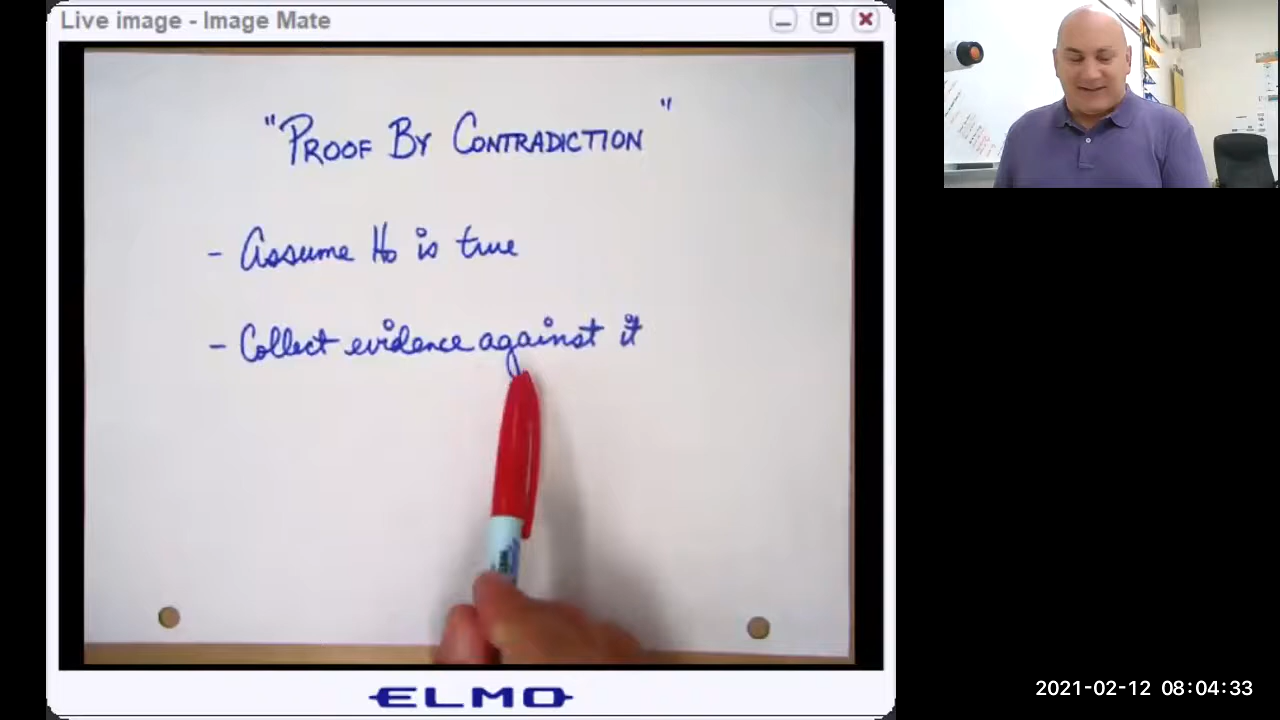 Live image - Image Mate
"PROOF BY CONTRADICTION"
- Assume H₀ is true
- Collect evidence against it
ELMO
2021-02-12 08:04:33